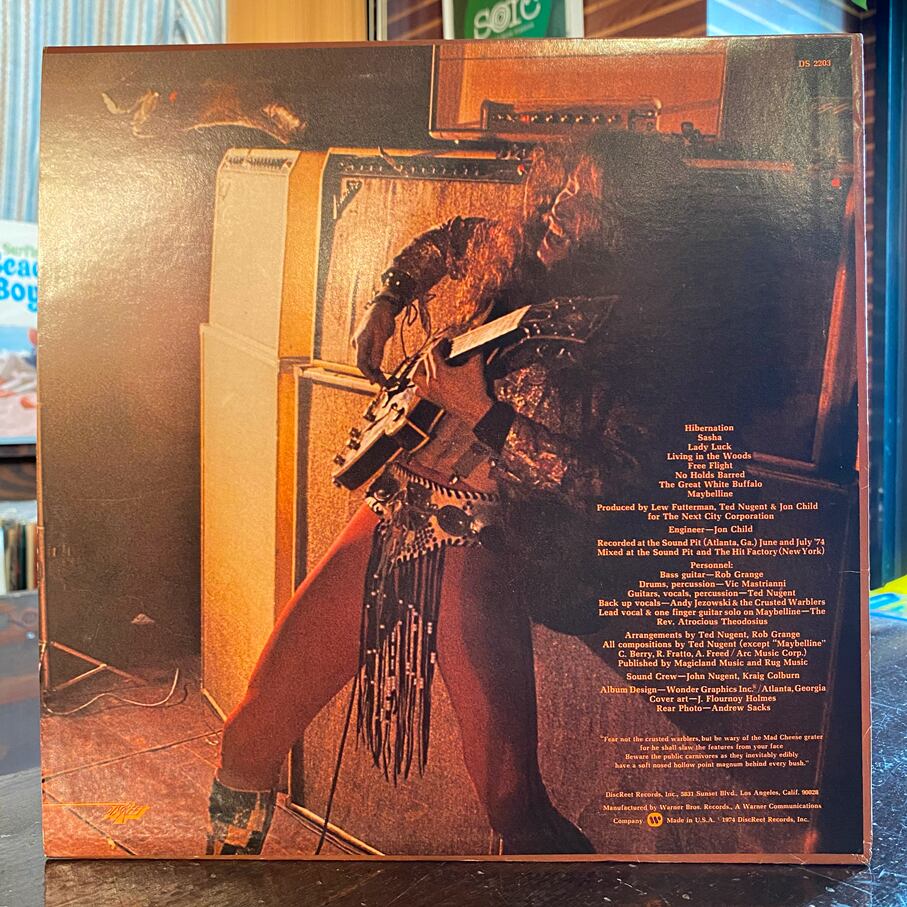 SOIC
DS 2203
Surfin'
Beac
Boy
Hibernation
Sasha
Lady Luck
Living in the Woods
Free Flight
No Holds Barred
The Great White Buffalo
Maybelline
Produced by Lew Futterman, Ted Nugent & Jon Child
for The Next City Corporation
Engineer—Jon Child
Recorded at the Sound Pit (Atlanta, Ga.) June and July '74
Mixed at the Sound Pit and The Hit Factory (New York)
Personnel:
Bass guitar—Rob Grange
Drums, percussion—Vic Mastrianni
Guitars, vocals, percussion—Ted Nugent
Back up vocals—Andy Jezowski & the Crusted Warblers
Lead vocal & one finger guitar solo on Maybelline—The
Rev. Atrocious Theodosius
Arrangements by Ted Nugent, Rob Grange
All compositions by Ted Nugent (except "Maybelline"
C. Berry, R. Fratto, A. Freed / Arc Music Corp.)
Published by Magicland Music and Rug Music
Sound Crew—John Nugent, Kraig Colburn
Album Design—Wonder Graphics Inc.® / Atlanta, Georgia
Cover art—J. Flournoy Holmes
Rear Photo—Andrew Sacks
"Fear not the crusted warblers, but be wary of the Mad Cheese grater
for he shall slaw the features from your face
Beware the public carnivores as they inevitably edibly
have a soft nosed hollow point magnum behind every bush."
DiscReet Records, Inc., 5831 Sunset Blvd., Los Angeles, Calif. 90028
Manufactured by Warner Bros. Records., A Warner Communications
Company Made in U.S.A. © 1974 DiscReet Records, Inc.